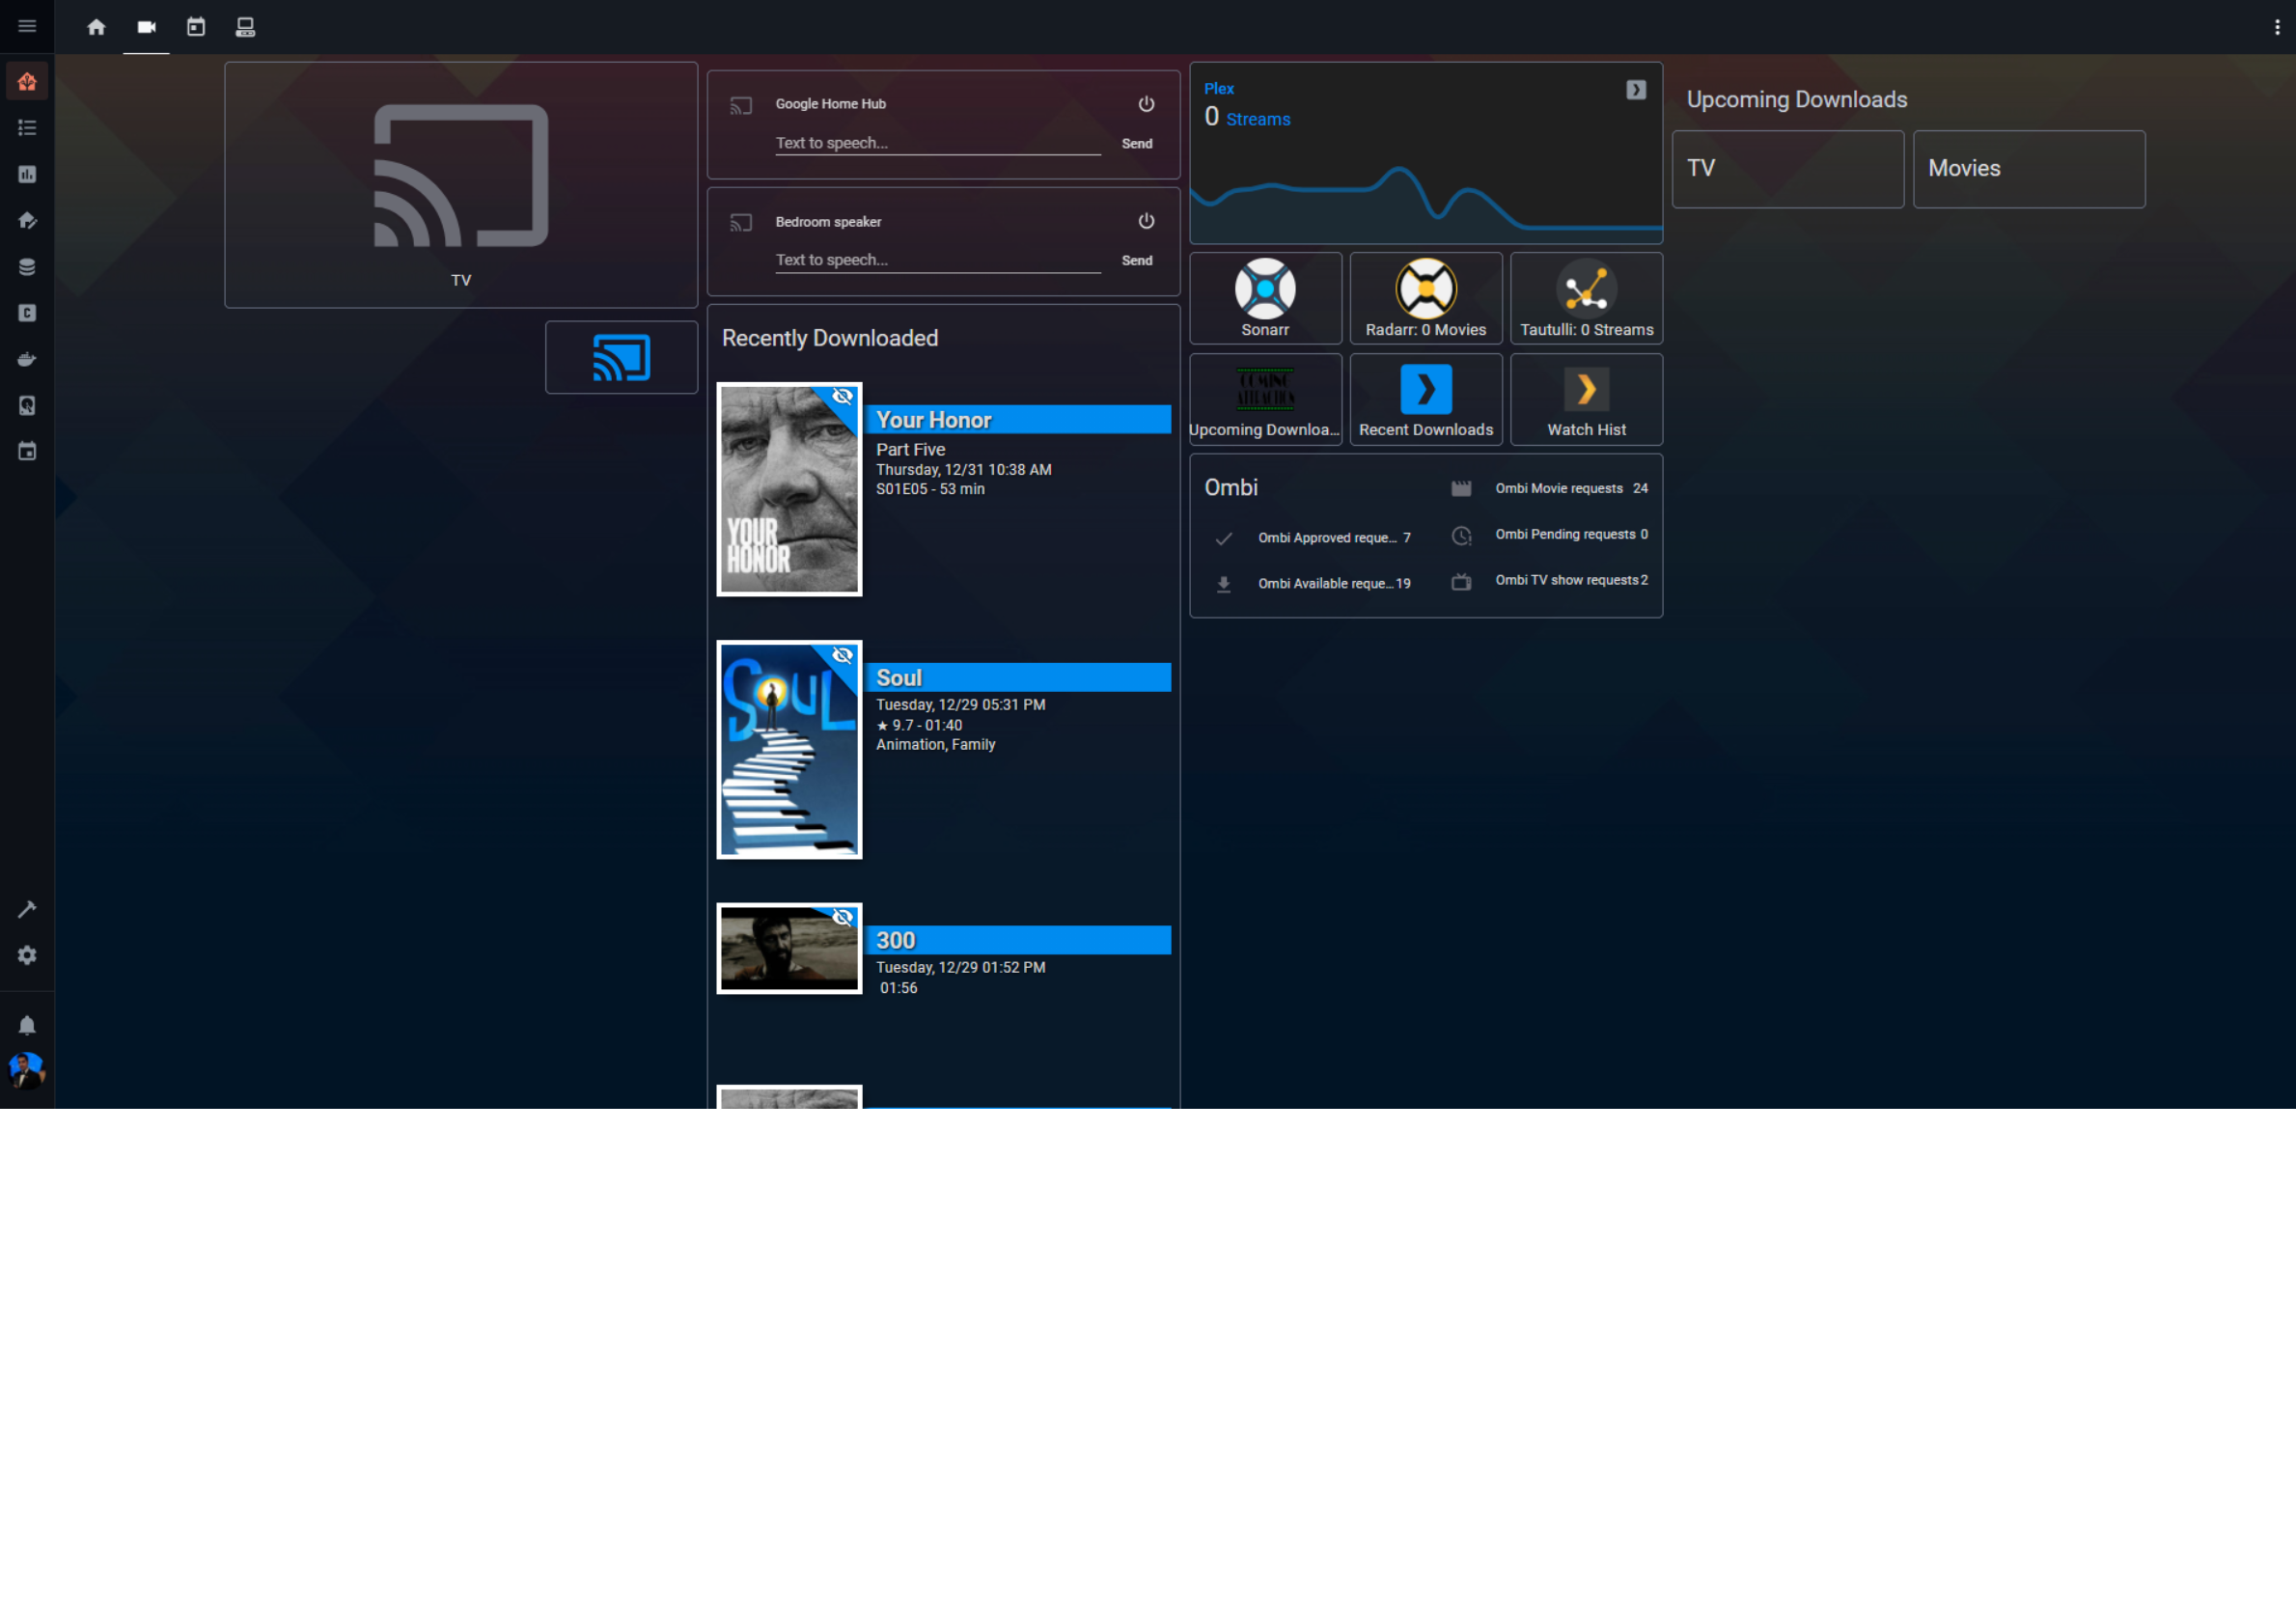 TV
Google Home Hub
Text to speech...
Send
Bedroom speaker
Text to speech...
Send
Recently Downloaded
YOUR
HONOR
Your Honor
Part Five
Thursday, 12/31 10:38 AM
S01E05 - 53 min
SOUL
Soul
Tuesday, 12/29 05:31 PM
★ 9.7 - 01:40
Animation, Family
300
Tuesday, 12/29 01:52 PM
01:56
Plex
0 Streams
Sonarr
Radarr: 0 Movies
Tautulli: 0 Streams
COMING
ATTRACTION
Upcoming Downloa...
Recent Downloads
Watch Hist
Ombi
Ombi Approved reque... 7
Ombi Available reque... 19
Ombi Movie requests 24
Ombi Pending requests 0
Ombi TV show requests 2
Upcoming Downloads
TV
Movies
C